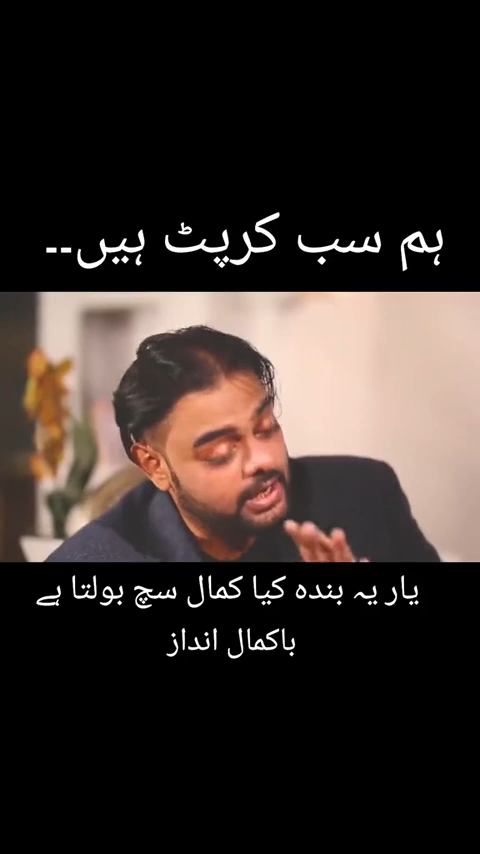 ہم سب کرپٹ ہیں۔۔
یار یہ بندہ کیا کمال سچ بولتا ہے
باکمال انداز